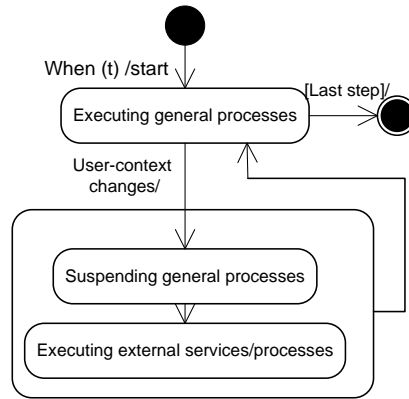 When (t) /start
[Last step]/
Executing general processes
User-context
changes/
Suspending general processes
Executing external services/processes